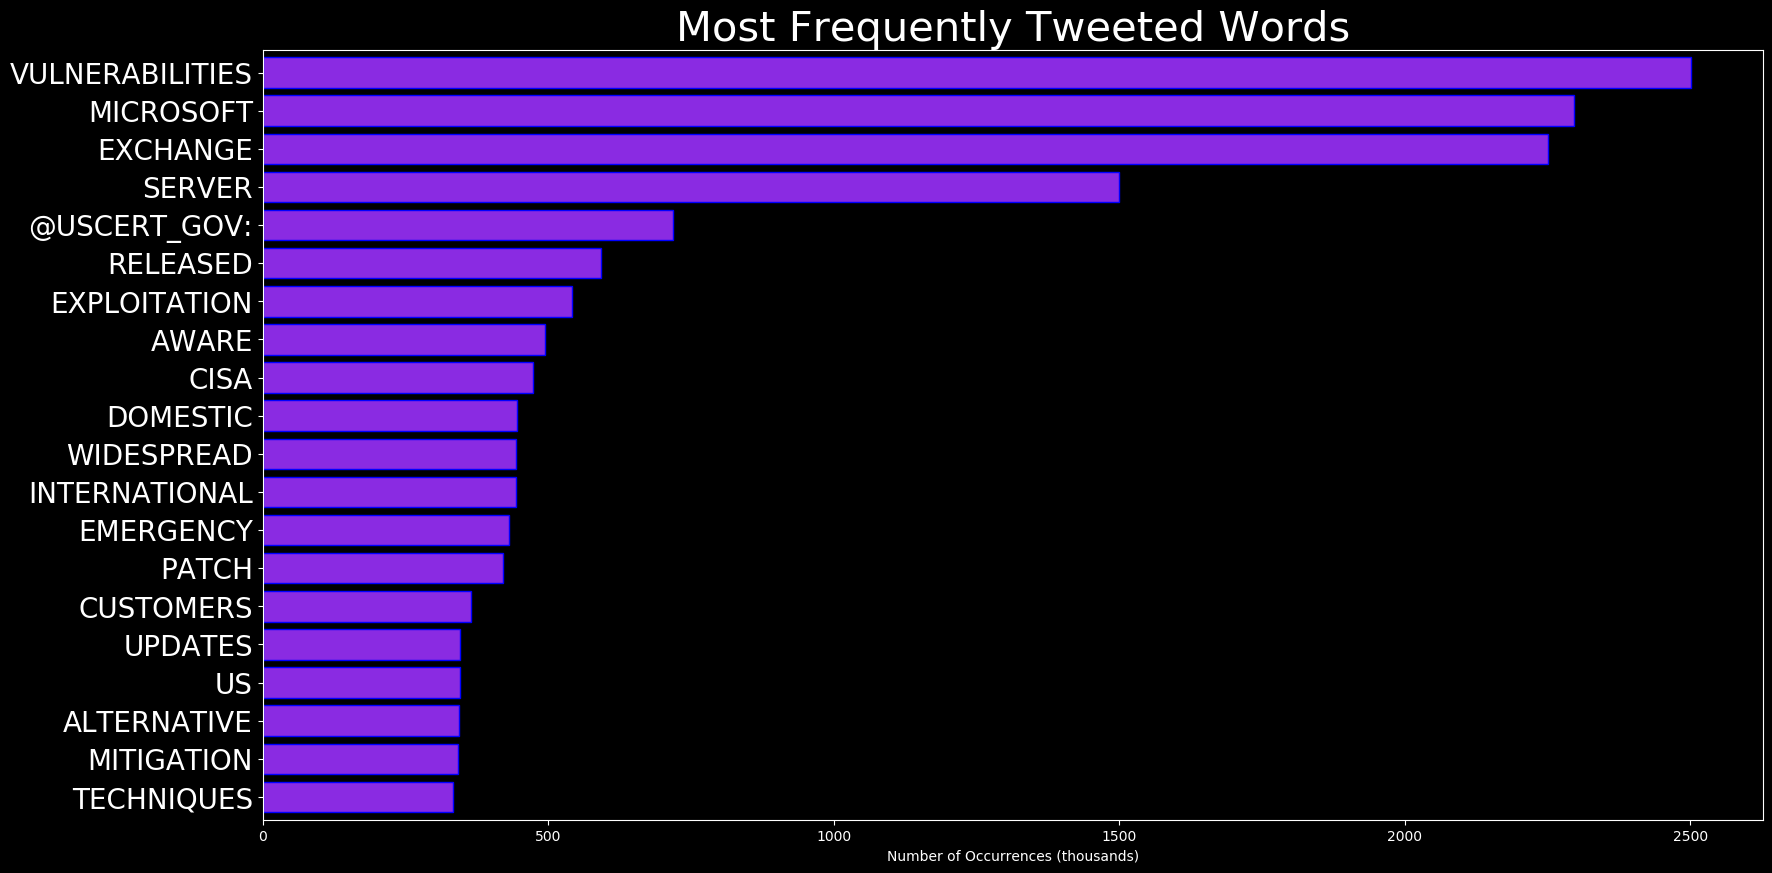 Most Frequently Tweeted Words
VULNERABILITIES
MICROSOFT
EXCHANGE
SERVER
@USCERT_GOV:
RELEASED
EXPLOITATION
AWARE
CISA
DOMESTIC
WIDESPREAD
INTERNATIONAL
EMERGENCY
PATCH
CUSTOMERS
UPDATES
US
ALTERNATIVE
MITIGATION
TECHNIQUES
0 500 1000 1500 2000 2500
Number of Occurrences (thousands)